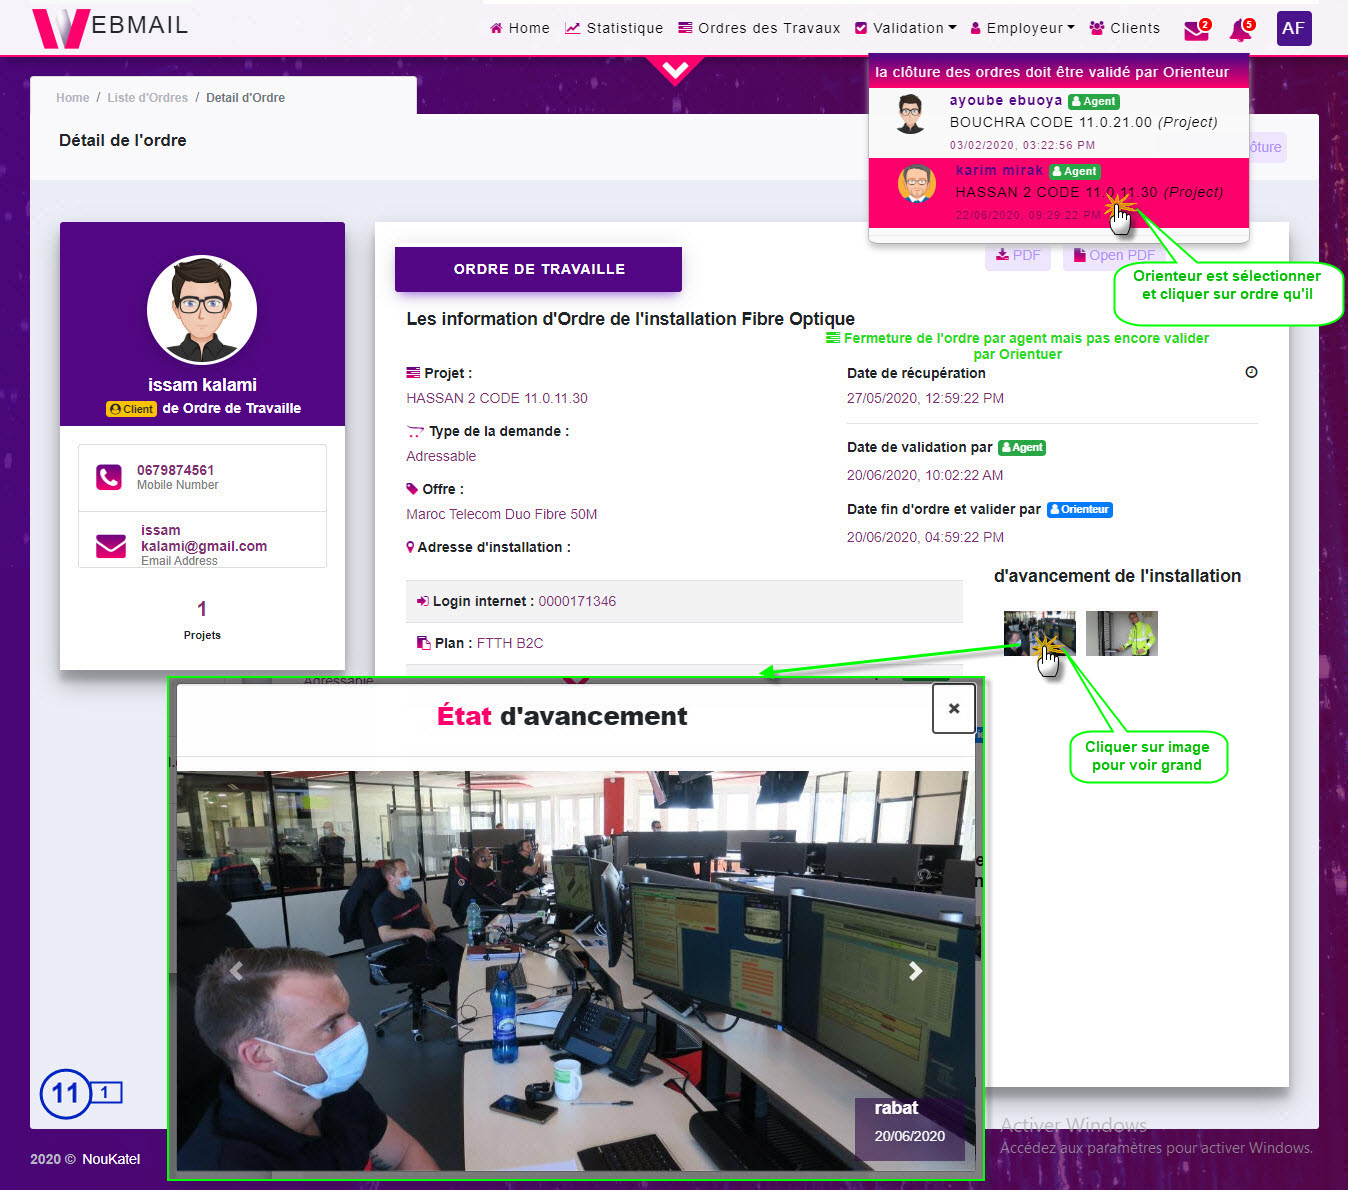 WEBMAIL
Home Statistique Ordres des Travaux Validation Employeur Clients 2 5 AF
la clôture des ordres doit être validé par Orienteur
ayoube ebuoya Agent
BOUCHRA CODE 11.0.21.00 (Project)
03/02/2020, 03:22:56 PM
karim mirak Agent
HASSAN 2 CODE 11.0.11.30 (Project)
22/06/2020, 09:29:22 PM
Home / Liste d'Ordres / Detail d'Ordre
Détail de l'ordre
ôture
Orienteur est sélectionner
et cliquer sur ordre qu'il
issam kalami
Client de Ordre de Travaille
0679874561
Mobile Number
issam
kalami@gmail.com
Email Address
1
Projets
ORDRE DE TRAVAILLE
PDF Open PDF
Les information d'Ordre de l'installation Fibre Optique
Fermeture de l'ordre par agent mais pas encore valider
par Orientuer
Projet :
HASSAN 2 CODE 11.0.11.30
Type de la demande :
Adressable
Offre :
Maroc Telecom Duo Fibre 50M
Adresse d'installation :
Login internet : 0000171346
Plan : FTTH B2C
Date de récupération
27/05/2020, 12:59:22 PM
Date de validation par Agent
20/06/2020, 10:02:22 AM
Date fin d'ordre et valider par Orienteur
20/06/2020, 04:59:22 PM
d'avancement de l'installation
Cliquer sur image
pour voir grand
Adressable
État d'avancement
×
rabat
20/06/2020
11 1
2020 © NouKatel
Activer Windows
Accédez aux paramètres pour activer Windows.